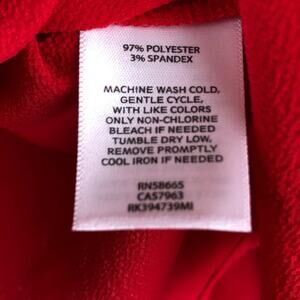 97% POLYESTER
3% SPANDEX
MACHINE WASH COLD,
GENTLE CYCLE,
WITH LIKE COLORS
ONLY NON-CHLORINE
BLEACH IF NEEDED
TUMBLE DRY LOW,
REMOVE PROMPTLY
COOL IRON IF NEEDED
RN58665
CA57963
RK394739MI